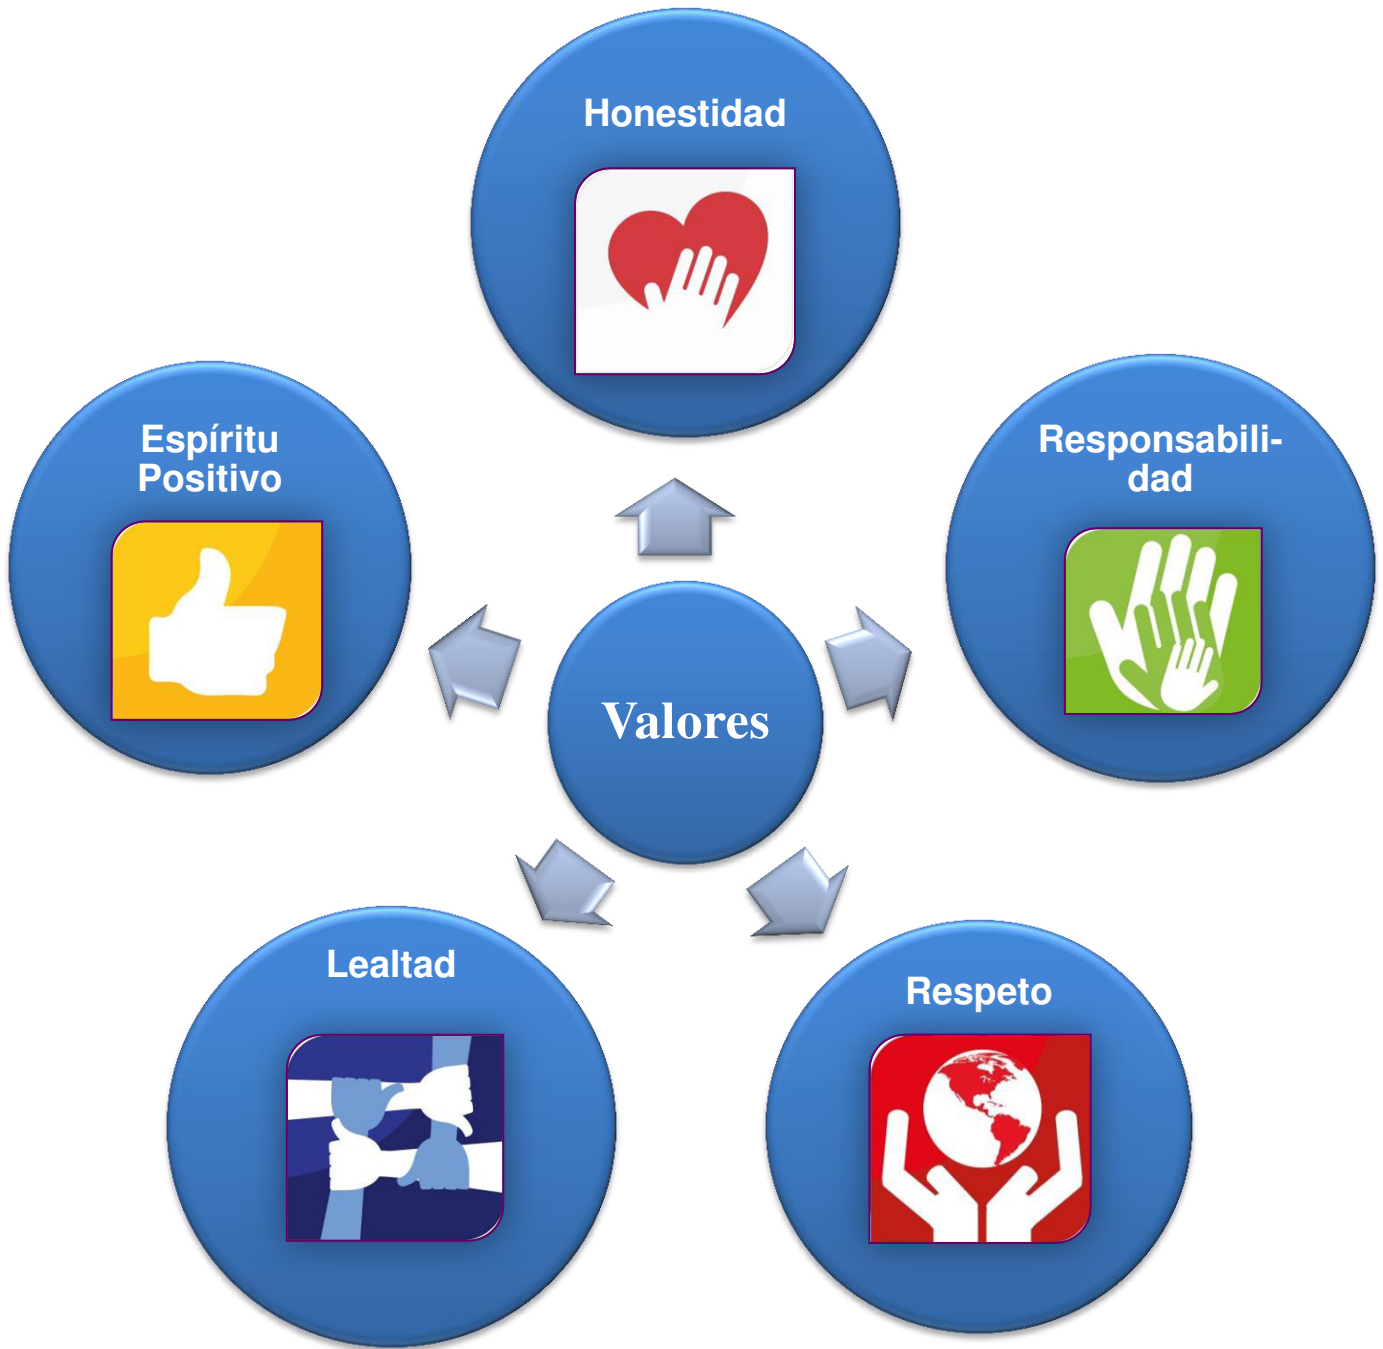 Honestidad
Espíritu
Positivo
Responsabili-
dad
Valores
Lealtad
Respeto